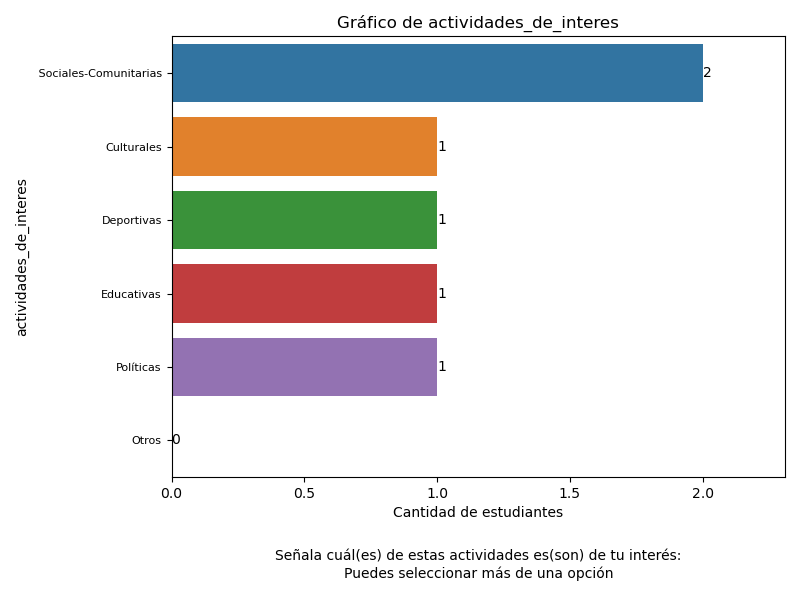 Gráfico de actividades_de_interes
Sociales-Comunitarias
2
Culturales
1
Deportivas
1
Educativas
1
Políticas
1
Otros
0
actividades_de_interes
0.0
0.5
1.0
1.5
2.0
Cantidad de estudiantes
Señala cuál(es) de estas actividades es(son) de tu interés:
Puedes seleccionar más de una opción